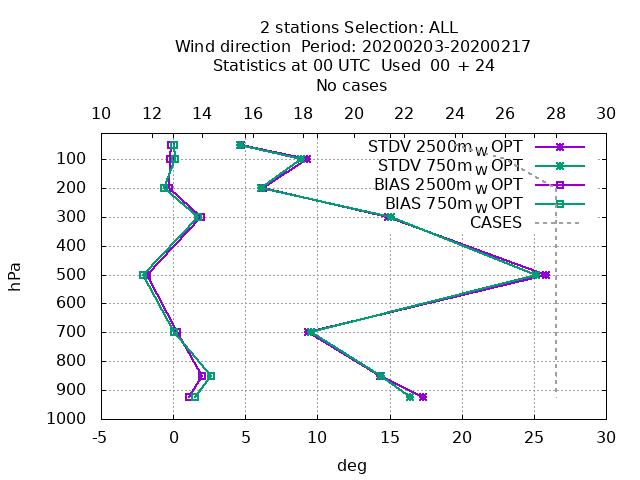 2 stations Selection: ALL
Wind direction  Period: 20200203-20200217
Statistics at 00 UTC  Used  00 + 24
No cases
10 12 14 16 18 20 22 24 26 28 30
STDV 2500m_W OPT
STDV 750m_W OPT
BIAS 2500m_W OPT
BIAS 750m_W OPT
CASES
100
200
300
400
500
600
700
800
900
1000
hPa
-5 0 5 10 15 20 25 30
deg